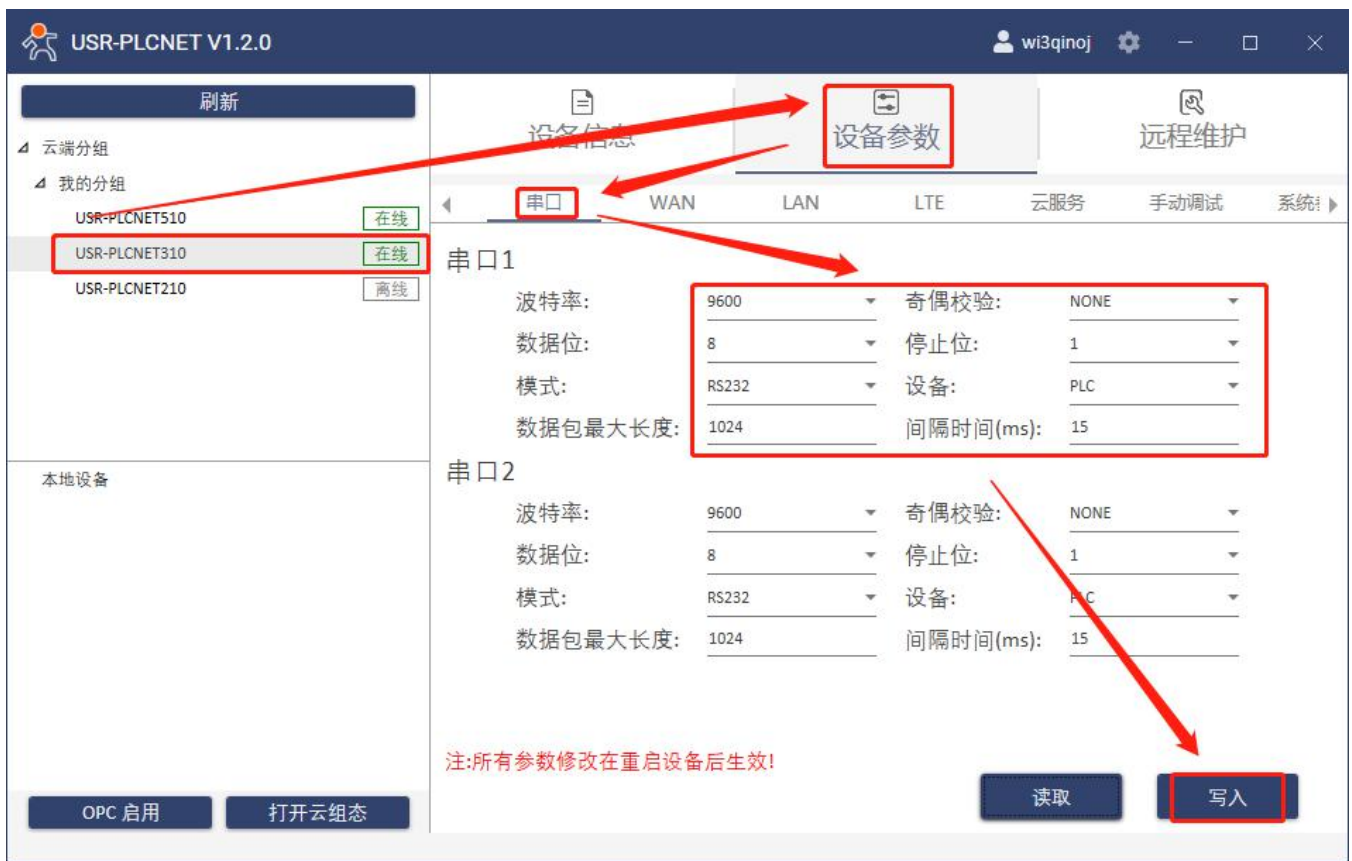 USR-PLCNET V1.2.0
wi3qinoj
刷新
云端分组
我的分组
USR-PLCNET510 在线
USR-PLCNET310 在线
USR-PLCNET210 离线
本地设备
OPC 启用 打开云组态
设备信息 设备参数 远程维护
串口 WAN LAN LTE 云服务 手动调试 系统
串口1
波特率: 9600 奇偶校验: NONE
数据位: 8 停止位: 1
模式: RS232 设备: PLC
数据包最大长度: 1024 间隔时间(ms): 15
串口2
波特率: 9600 奇偶校验: NONE
数据位: 8 停止位: 1
模式: RS232 设备: PLC
数据包最大长度: 1024 间隔时间(ms): 15
注:所有参数修改在重启设备后生效!
读取 写入